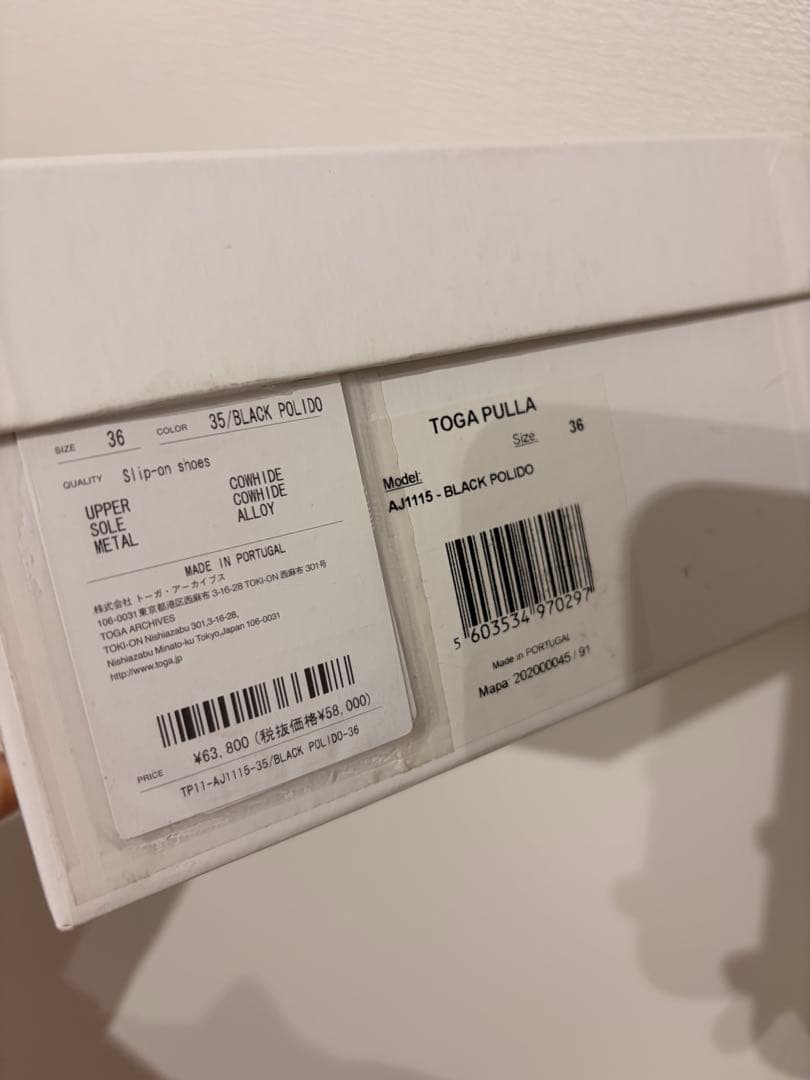 SIZE 36 COLOR 35/BLACK POLIDO
QUALITY Slip-on shoes
UPPER COWHIDE
SOLE COWHIDE
METAL ALLOY
MADE IN PORTUGAL
株式会社 トーガ・アーカイブス
106-0031 東京都港区西麻布 3-16-28 TOKI-ON 西麻布 301号
TOGA ARCHIVES
TOKI-ON Nishiazabu 301,3-16-28,
Nishiazabu Minato-ku Tokyo,Japan 106-0031
http://www.toga.jp
PRICE ¥63,800 (税抜価格¥58,000)
TP11-AJ1115-35/BLACK POLIDO-36
TOGA PULLA
Size: 36
Model:
AJ1115 - BLACK POLIDO
5 603534 970297
Made in PORTUGAL
Mapa: 202000045 / 91